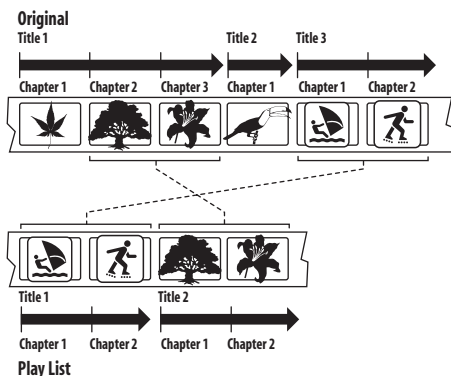 Original
Title 1 Title 2 Title 3
Chapter 1 Chapter 2 Chapter 3 Chapter 1 Chapter 1 Chapter 2
Title 1 Title 2
Chapter 1 Chapter 2 Chapter 1 Chapter 2
Play List